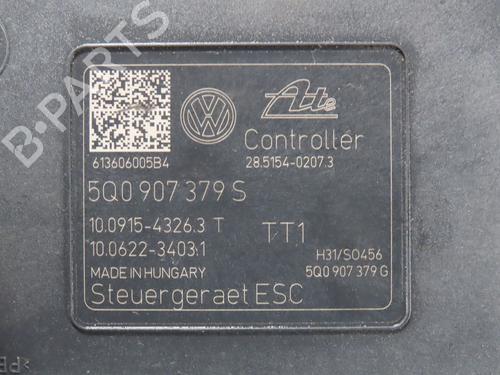 B-PARTS
Ate
Controller
613606005B4
28.5154-0207.3
5Q0 907 379 S
10.0915-4326.3 T
TT1
10.0622-3403.1
H31/SO456
MADE IN HUNGARY
5Q0 907 379 G
Steuergeraet ESC